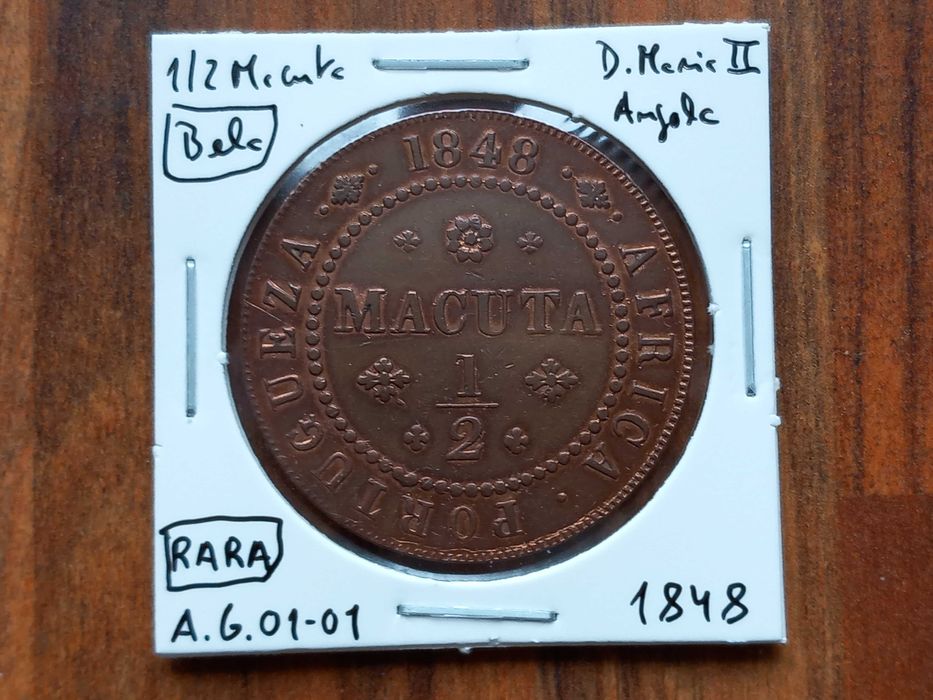 1/2 Macuta
D. Maria II
Bela
Angola
1848
AFRICA PORTUGUEZA
MACUTA
1
2
RARA
A.G.01-01
1848